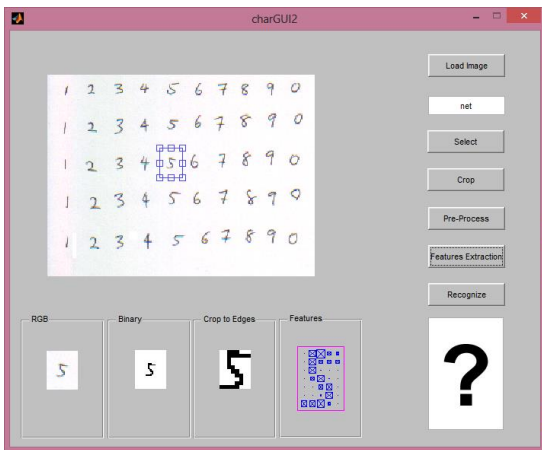 charGUI2
Load Image
net
Select
Crop
Pre-Process
Features Extraction
Recognize
1 2 3 4 5 6 7 8 9 0
1 2 3 4 5 6 7 8 9 0
1 2 3 4 5 6 7 8 9 0
1 2 3 4 5 6 7 8 9 0
1 2 3 4 5 6 7 8 9 0
RGB
Binary
Crop to Edges
Features
5
5
5
?